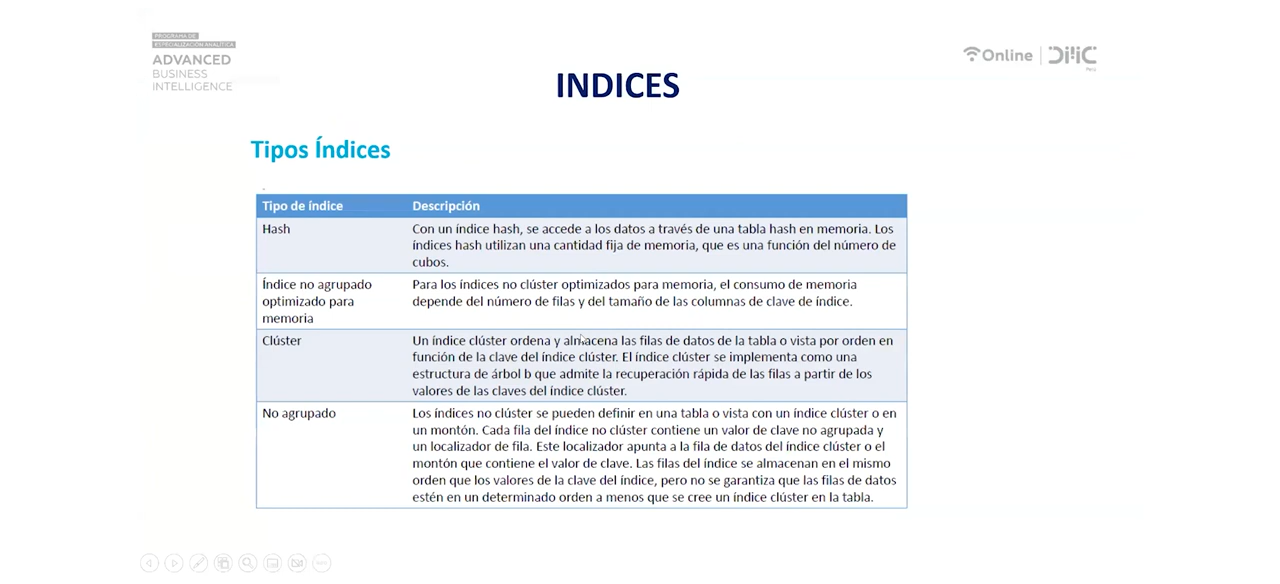 PROGRAMA DE
ESPECIALIZACIÓN ANALÍTICA
ADVANCED
BUSINESS
INTELLIGENCE
Online
DMC
Perú
INDICES
Tipos Índices
Tipo de índice Descripción
Hash Con un índice hash, se accede a los datos a través de una tabla hash en memoria. Los
índices hash utilizan una cantidad fija de memoria, que es una función del número de
cubos.
Índice no agrupado Para los índices no clúster optimizados para memoria, el consumo de memoria
optimizado para depende del número de filas y del tamaño de las columnas de clave de índice.
memoria
Clúster Un índice clúster ordena y almacena las filas de datos de la tabla o vista por orden en
función de la clave del índice clúster. El índice clúster se implementa como una
estructura de árbol b que admite la recuperación rápida de las filas a partir de los
valores de las claves del índice clúster.
No agrupado Los índices no clúster se pueden definir en una tabla o vista con un índice clúster o en
un montón. Cada fila del índice no clúster contiene un valor de clave no agrupada y
un localizador de fila. Este localizador apunta a la fila de datos del índice clúster o el
montón que contiene el valor de clave. Las filas del índice se almacenan en el mismo
orden que los valores de la clave del índice, pero no se garantiza que las filas de datos
estén en un determinado orden a menos que se cree un índice clúster en la tabla.